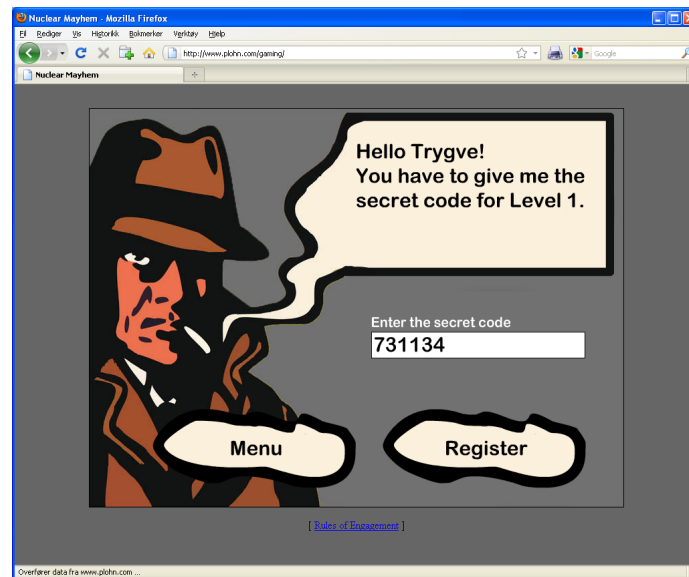 Nuclear Mayhem - Mozilla Firefox
Fil Rediger Vis Historikk Bokmerker Verktøy Hjelp
http://www.plohn.com/gaming/
Google
Nuclear Mayhem
Hello Trygve!
You have to give me the
secret code for Level 1.
Enter the secret code
731134
Menu
Register
[ Rules of Engagement ]
Overfører data fra www.plohn.com ...